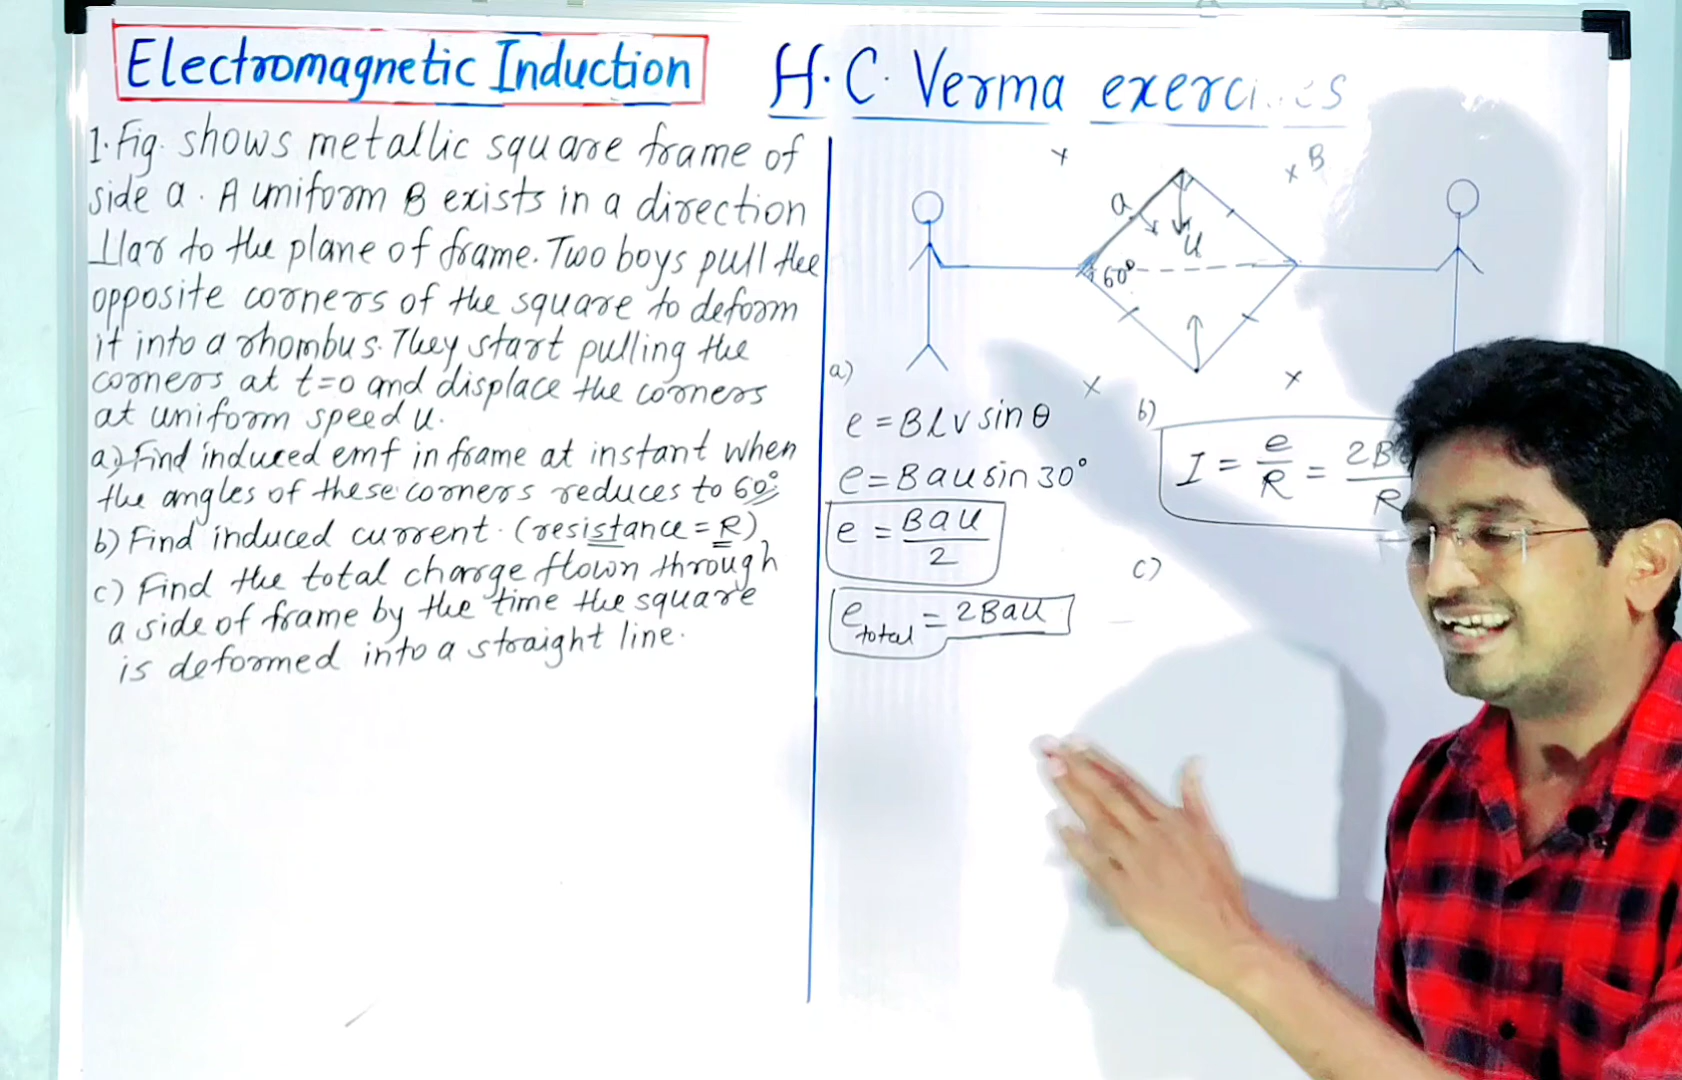 Electromagnetic Induction
H.C. Verma exerci..es
1. Fig. shows metallic square frame of
side a. A uniform B exists in a direction
⊥lar to the plane of frame. Two boys pull the
opposite corners of the square to deform
it into a rhombus. They start pulling the
corners at t=0 and displace the corners
at uniform speed u.
a) Find induced emf in frame at instant when
the angles of these corners reduces to 60°.
b) Find induced current. (resistance = R)
c) Find the total charge flown through
a side of frame by the time the square
is deformed into a straight line.
x
x B
a
u
60°
x
x
a)
e = Blv sin θ
e = Bau sin 30°
e = Bau/2
e total = 2Bau
b)
I = e/R = 2B /R
c)